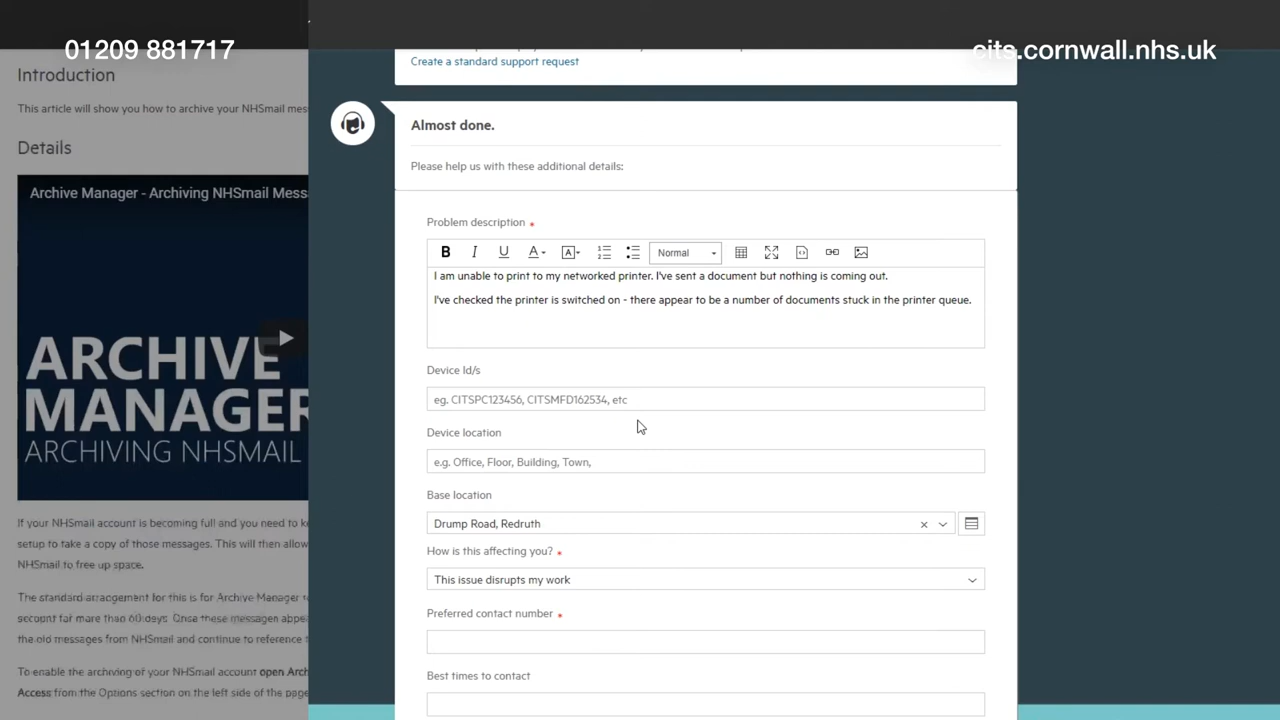 01209 881717
cits.cornwall.nhs.uk
Introduction
This article will show you how to archive your NHSmail mes
Details
Archive Manager - Archiving NHSmail Messa
ARCHIVE
MANAGER
ARCHIVING NHSMAIL
If your NHSmail account is becoming full and you need to k
setup to take a copy of those messages. This will then allow
NHSmail to free up space.
The standard arrangement for this is for Archive Manager to
the old messages from NHSmail and continue to reference t
To enable the archiving of your NHSmail account open Arch
Access from the Options section on the left side of the page
Create a standard support request
Almost done.
Please help us with these additional details:
Problem description *
B I U A A Normal
I am unable to print to my networked printer. I've sent a document but nothing is coming out.
I've checked the printer is switched on - there appear to be a number of documents stuck in the printer queue.
Device Id/s
eg. CITSPC123456, CITSMFD162534, etc
Device location
e.g. Office, Floor, Building, Town,
Base location
Drump Road, Redruth
How is this affecting you? *
This issue disrupts my work
Preferred contact number *
Best times to contact